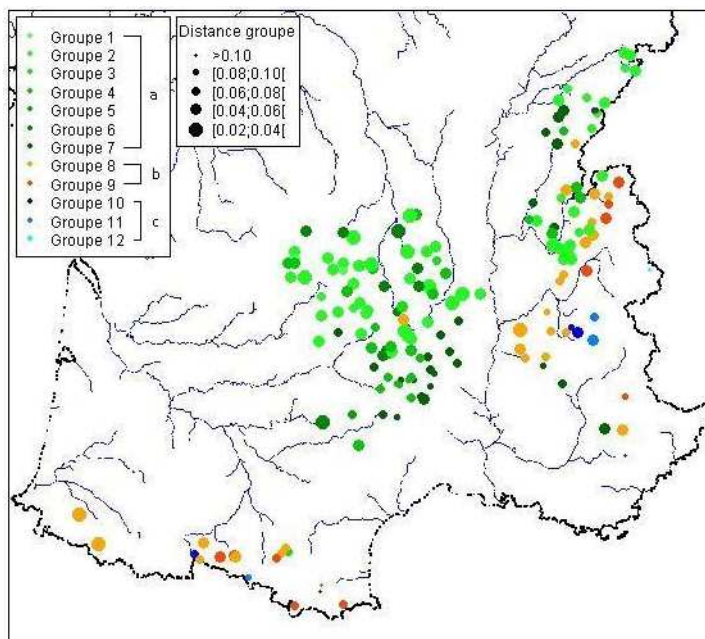 Groupe 1
Groupe 2
Groupe 3
Groupe 4
Groupe 5
Groupe 6
Groupe 7
Groupe 8
Groupe 9
Groupe 10
Groupe 11
Groupe 12
a
b
c
Distance groupe
>0.10
[0.08;0.10[
[0.06;0.08[
[0.04;0.06[
[0.02;0.04[